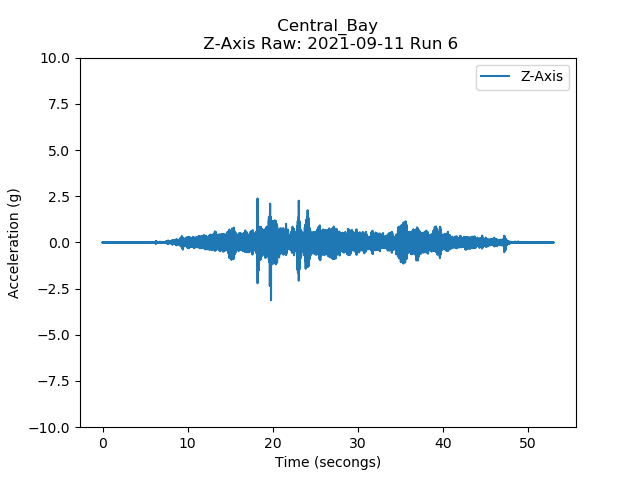 Central_Bay
Z-Axis Raw: 2021-09-11 Run 6
Z-Axis
10.0
7.5
5.0
2.5
0.0
−2.5
−5.0
−7.5
−10.0
Acceleration (g)
0 10 20 30 40 50
Time (seconds)